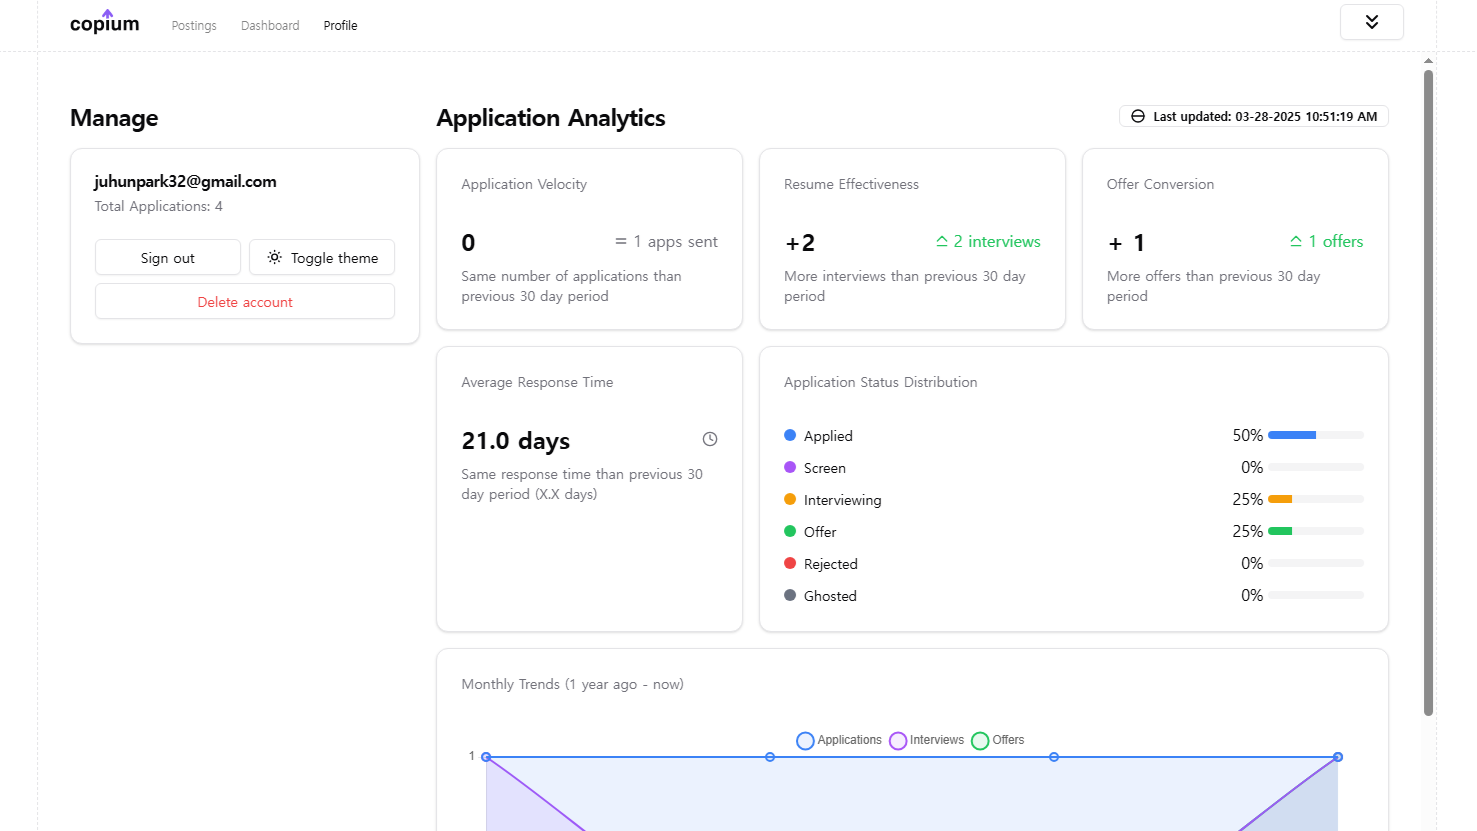 copium
Postings
Dashboard
Profile
Manage
juhunpark32@gmail.com
Total Applications: 4
Sign out
Toggle theme
Delete account
Application Analytics
Last updated: 03-28-2025 10:51:19 AM
Application Velocity
0
= 1 apps sent
Same number of applications than
previous 30 day period
Resume Effectiveness
+2
2 interviews
More interviews than previous 30 day
period
Offer Conversion
+ 1
1 offers
More offers than previous 30 day
period
Average Response Time
21.0 days
Same response time than previous 30
day period (X.X days)
Application Status Distribution
Applied 50%
Screen 0%
Interviewing 25%
Offer 25%
Rejected 0%
Ghosted 0%
Monthly Trends (1 year ago - now)
Applications Interviews Offers
1